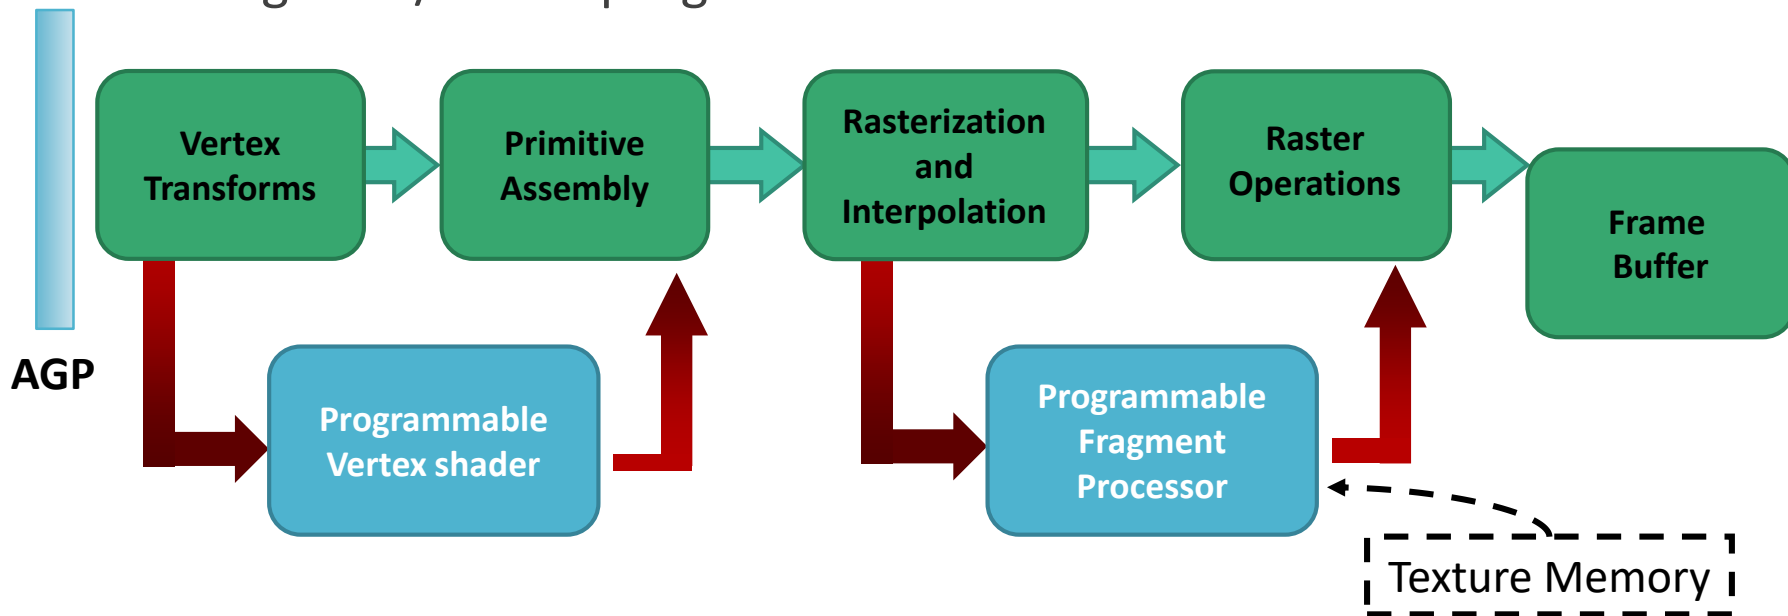 Vertex
Transforms
Primitive
Assembly
Rasterization
and
Interpolation
Raster
Operations
Frame
Buffer
AGP
Programmable
Vertex shader
Programmable
Fragment
Processor
Texture Memory